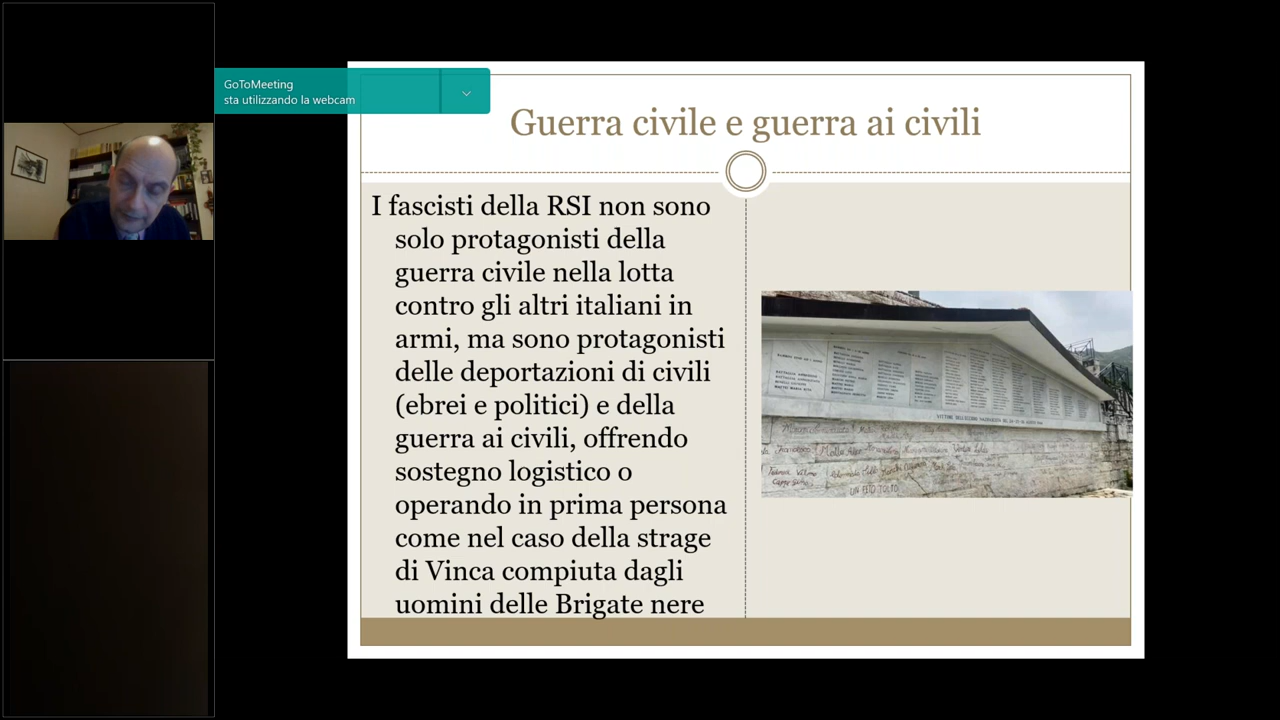 GoToMeeting
sta utilizzando la webcam
Guerra civile e guerra ai civili
I fascisti della RSI non sono
solo protagonisti della
guerra civile nella lotta
contro gli altri italiani in
armi, ma sono protagonisti
delle deportazioni di civili
(ebrei e politici) e della
guerra ai civili, offrendo
sostegno logistico o
operando in prima persona
come nel caso della strage
di Vinca compiuta dagli
uomini delle Brigate nere